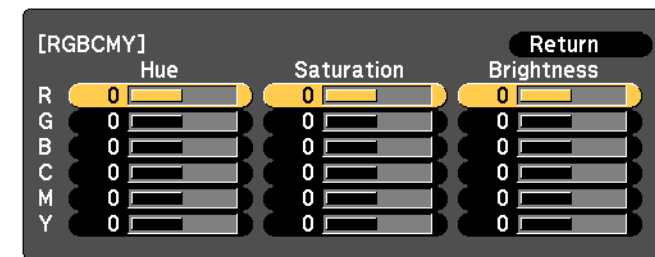 [RGBCMY] Return
Hue Saturation Brightness
R 0 0 0
G 0 0 0
B 0 0 0
C 0 0 0
M 0 0 0
Y 0 0 0